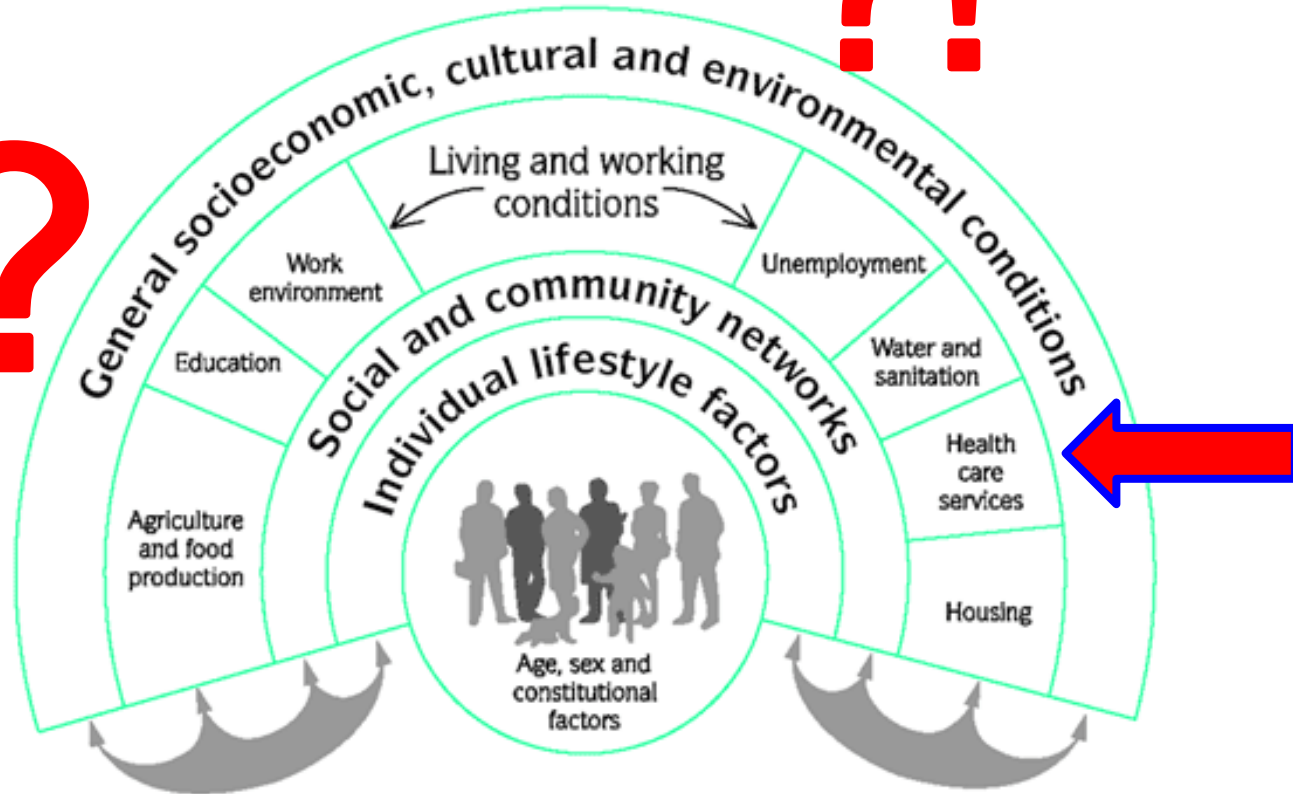 ??
?
General socioeconomic, cultural and environmental conditions
Living and working
conditions
Work
environment
Unemployment
Education
Water and
sanitation
Agriculture
and food
production
Health
care
services
Housing
Social and community networks
Individual lifestyle factors
Age, sex and
constitutional
factors